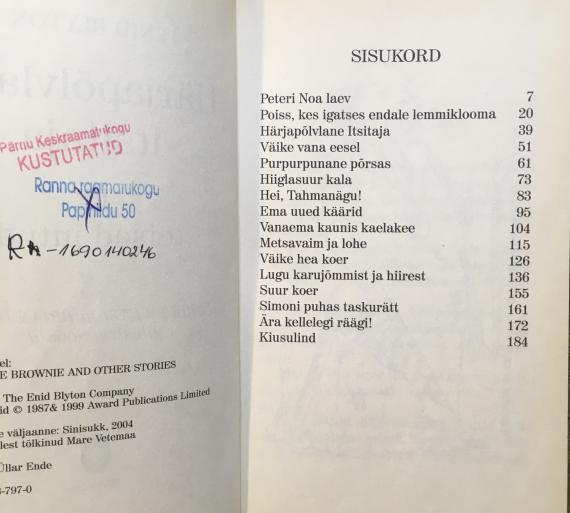 Pärnu Keskraamatukogu
KUSTUTATUD
Ranna raamatukogu
Papiniidu 50
RA - 1690140246
el:
E BROWNIE AND OTHER STORIES
The Enid Blyton Company
id © 1987& 1999 Award Publications Limited
e väljaanne: Sinisukk, 2004
lest tõlkinud Mare Vetemaa
Üllar Ende
-797-0
SISUKORD
Peteri Noa laev 7
Poiss, kes igatses endale lemmiklooma 20
Härjapõlvlane Itsitaja 39
Väike vana eesel 51
Purpurpunane põrsas 61
Hiiglasuur kala 73
Hei, Tahmanägu! 83
Ema uued käärid 95
Vanaema kaunis kaelakee 104
Metsavaim ja lohe 115
Väike hea koer 126
Lugu karujõmmist ja hiirest 136
Suur koer 155
Simoni puhas taskurätt 161
Ära kellelegi räägi! 172
Kiusulind 184